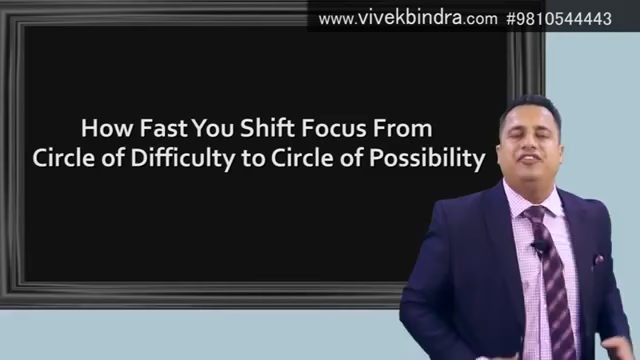 www.vivekbindra.com #9810544443
How Fast You Shift Focus From
Circle of Difficulty to Circle of Possibility